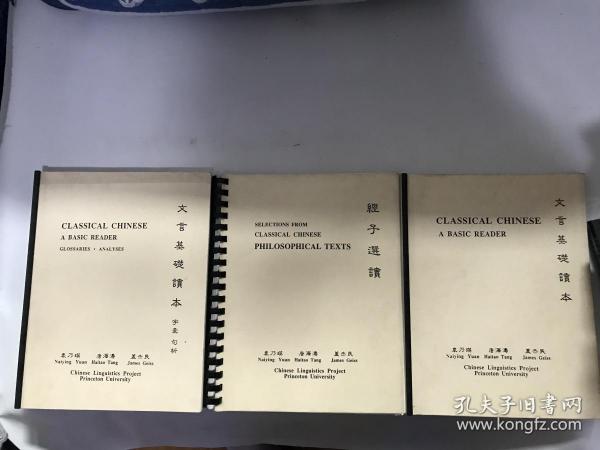 CLASSICAL CHINESE
A BASIC READER
GLOSSARIES · ANALYSES
文言基礎讀本 字彙句析
袁乃瑛 唐海濤 蓋杰民
Naiying Yuan Haitao Tang James Geiss
Chinese Linguistics Project
Princeton University
SELECTIONS FROM
CLASSICAL CHINESE
PHILOSOPHICAL TEXTS
經子選讀
袁乃瑛 唐海濤 蓋杰民
Naiying Yuan Haitao Tang James Geiss
Chinese Linguistics Project
Princeton University
CLASSICAL CHINESE
A BASIC READER
文言基礎讀本
袁乃瑛 唐海濤 蓋杰民
Naiying Yuan Haitao Tang James Geiss
Chinese Linguistics Project
Princeton University
孔夫子旧书网
www.kongfz.com